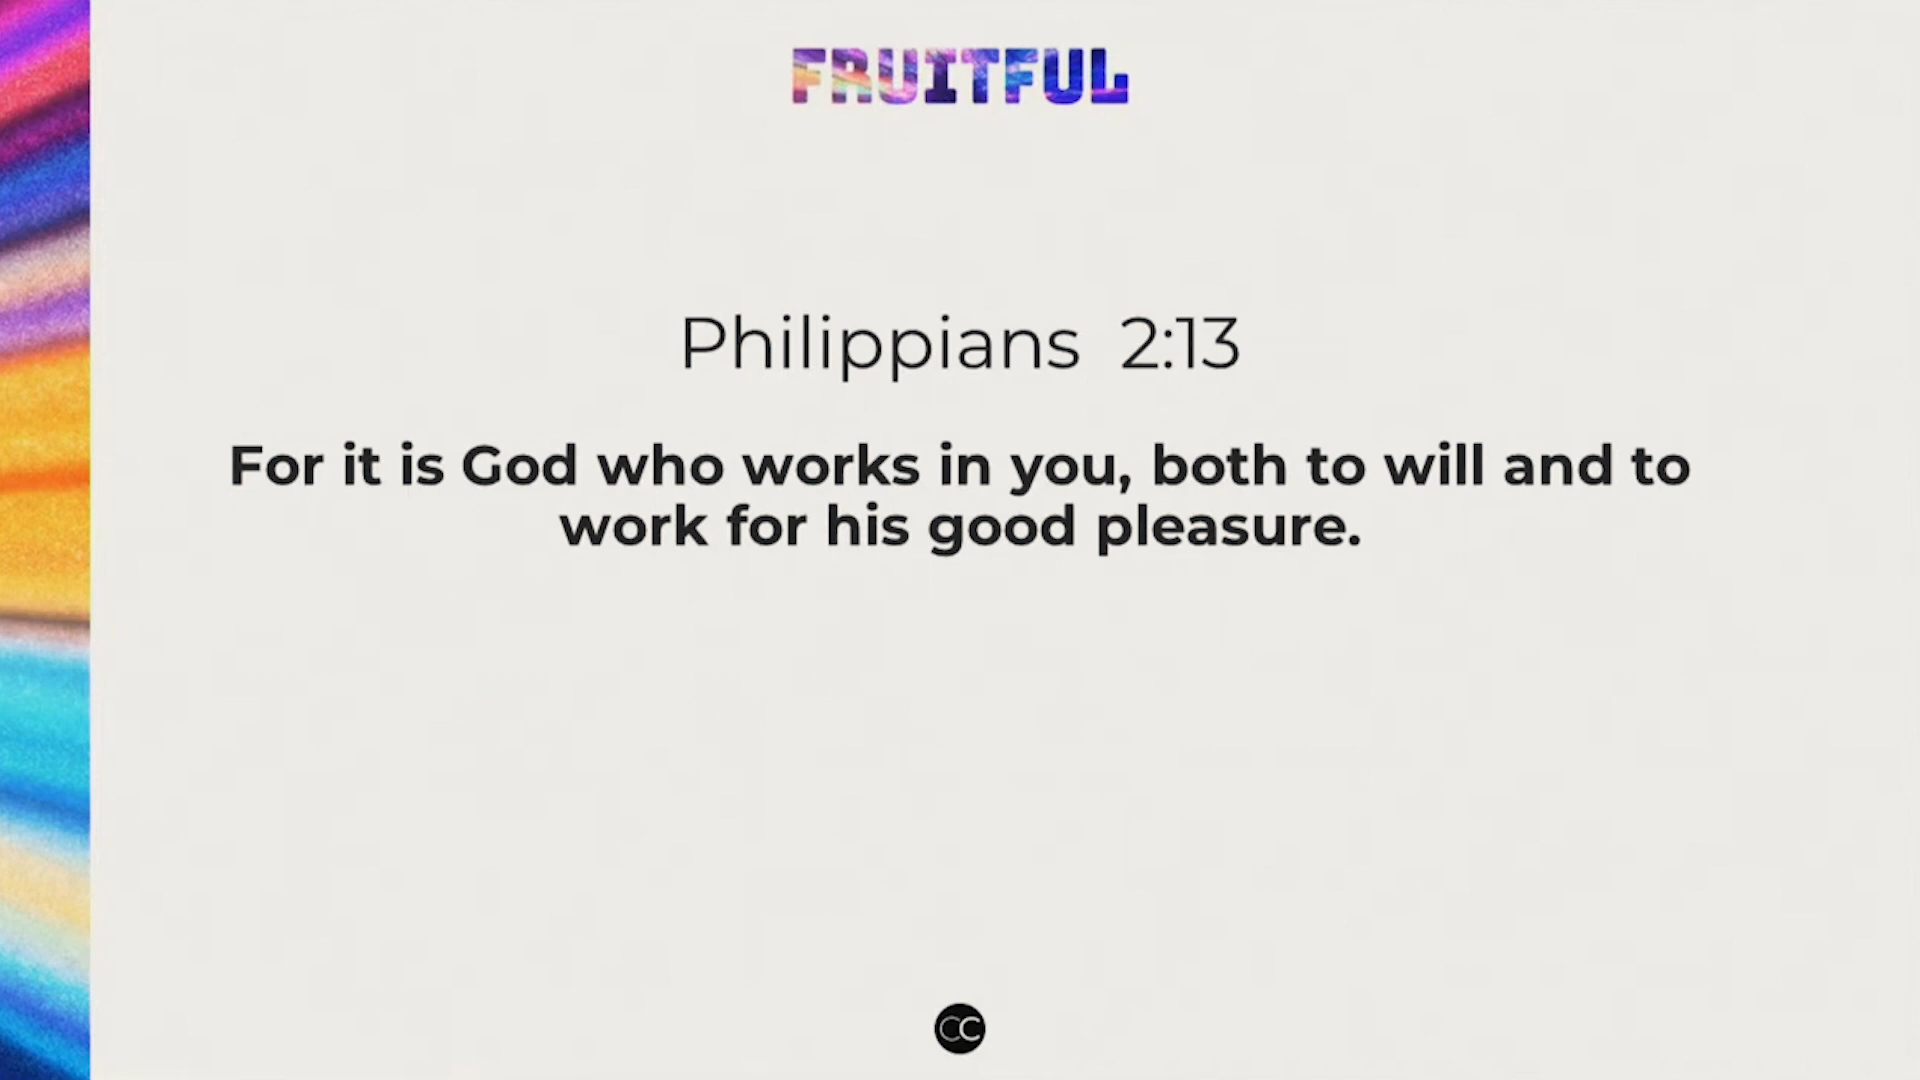 FRUITFUL
Philippians 2:13
For it is God who works in you, both to will and to
work for his good pleasure.
CC